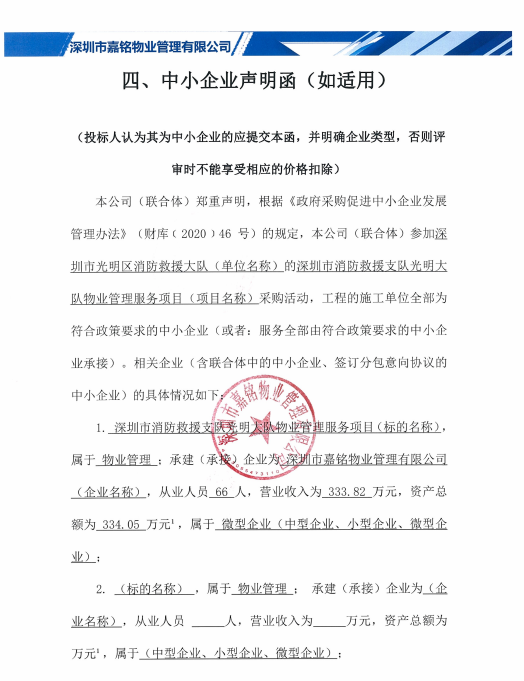 深圳市嘉铭物业管理有限公司
四、中小企业声明函（如适用）
（投标人认为其为中小企业的应提交本函，并明确企业类型，否则评
审时不能享受相应的价格扣除）
本公司（联合体）郑重声明，根据《政府采购促进中小企业发展
管理办法》（财库﹝2020﹞46 号）的规定，本公司（联合体）参加深
圳市光明区消防救援大队（单位名称）的深圳市消防救援支队光明大
队物业管理服务项目（项目名称）采购活动，工程的施工单位全部为
符合政策要求的中小企业（或者：服务全部由符合政策要求的中小企
业承接）。相关企业（含联合体中的中小企业、签订分包意向协议的
中小企业）的具体情况如下：
1. 深圳市消防救援支队光明大队物业管理服务项目（标的名称），
属于 物业管理 ；承建（承接）企业为 深圳市嘉铭物业管理有限公司
（企业名称），从业人员 66 人，营业收入为 333.82 万元，资产总
额为 334.05 万元¹，属于 微型企业（中型企业、小型企业、微型企
业）；
2. （标的名称） ，属于 物业管理 ； 承建（承接）企业为（企
业名称），从业人员 _____人，营业收入为_____万元，资产总额为
万元¹，属于（中型企业、小型企业、微型企业）；
深圳市嘉铭物业管理有限公司